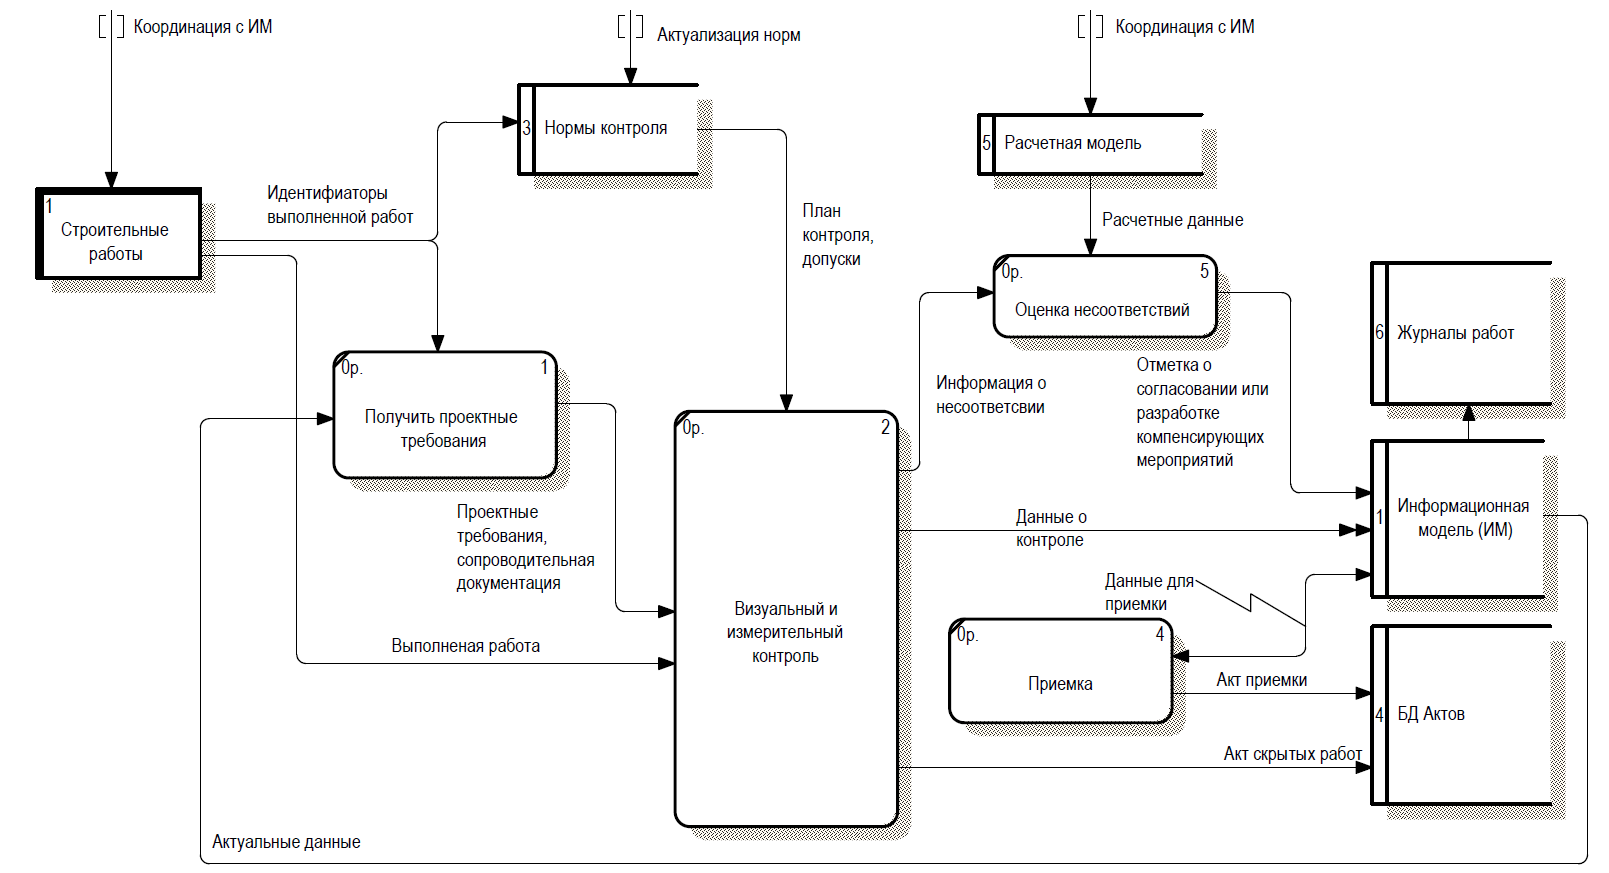 Координация с ИМ
Актуализация норм
Координация с ИМ
3
Нормы контроля
5
Расчетная модель
1
Строительные
работы
Идентифиаторы
выполненной работ
План
контроля,
допуски
Расчетные данные
0р.
5
Оценка несоответствий
6
Журналы работ
0р.
1
Получить проектные
требования
Информация о
несоответсвии
Отметка о
согласовании или
разработке
компенсирующих
мероприятий
0р.
2
Визуальный и
измерительный
контроль
Проектные
требования,
сопроводительная
документация
Данные о
контроле
1
Информационная
модель (ИМ)
Данные для
приемки
Выполненая работа
0р.
4
Приемка
Акт приемки
4
БД Актов
Акт скрытых работ
Актуальные данные